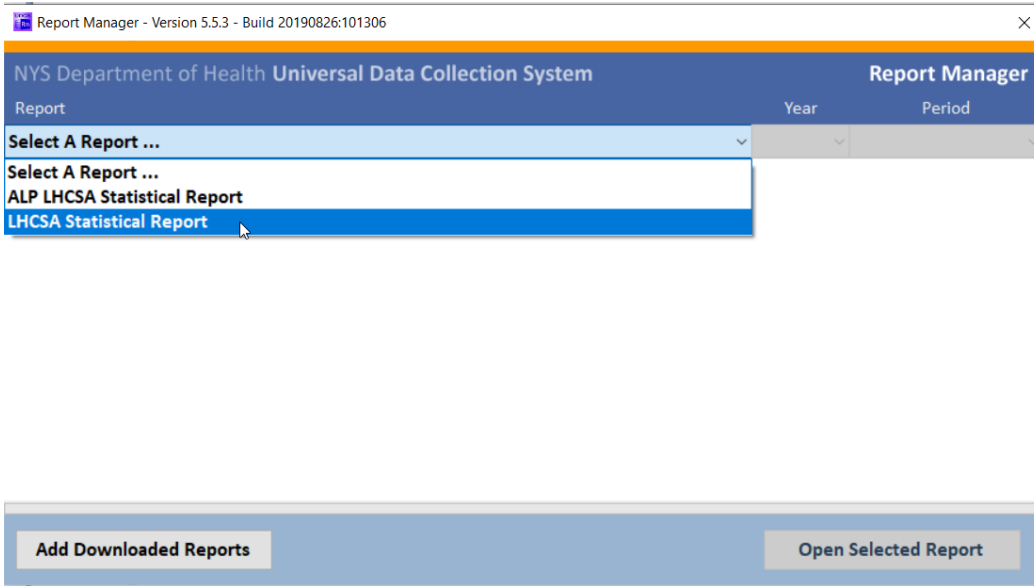 Report Manager - Version 5.5.3 - Build 20190826:101306
NYS Department of Health Universal Data Collection System Report Manager
Report Year Period
Select A Report ...
Select A Report ...
ALP LHCSA Statistical Report
LHCSA Statistical Report
Add Downloaded Reports Open Selected Report